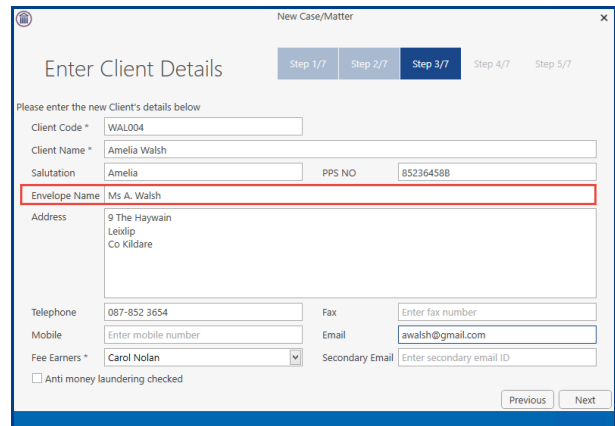 New Case/Matter
Enter Client Details
Step 1/7 Step 2/7 Step 3/7 Step 4/7 Step 5/7
Please enter the new Client's details below
Client Code * WAL004
Client Name * Amelia Walsh
Salutation Amelia PPS NO 85236458B
Envelope Name Ms A. Walsh
Address 9 The Haywain
Leixlip
Co Kildare
Telephone 087-852 3654 Fax Enter fax number
Mobile Enter mobile number Email awalsh@gmail.com
Fee Earners * Carol Nolan Secondary Email Enter secondary email ID
Anti money laundering checked
Previous Next